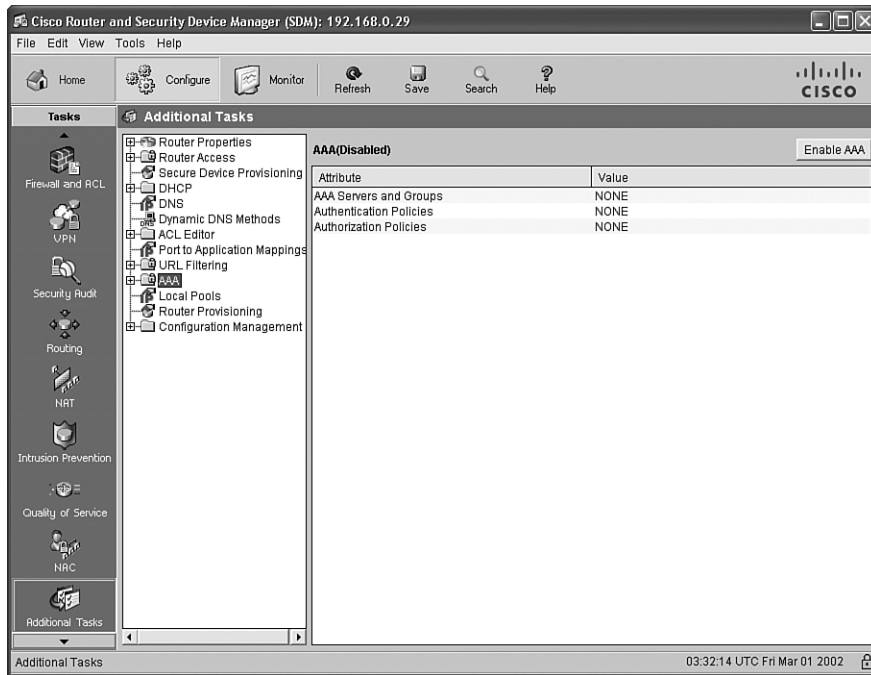 Cisco Router and Security Device Manager (SDM): 192.168.0.29
File Edit View Tools Help
Home Configure Monitor Refresh Save Search Help CISCO
Tasks
Firewall and ACL
VPN
Security Audit
Routing
NAT
Intrusion Prevention
Quality of Service
NAC
Additional Tasks
Additional Tasks
Router Properties
Router Access
Secure Device Provisioning
DHCP
DNS
Dynamic DNS Methods
ACL Editor
Port to Application Mappings
URL Filtering
AAA
Local Pools
Router Provisioning
Configuration Management
AAA(Disabled) Enable AAA
Attribute Value
AAA Servers and Groups NONE
Authentication Policies NONE
Authorization Policies NONE
Additional Tasks 03:32:14 UTC Fri Mar 01 2002